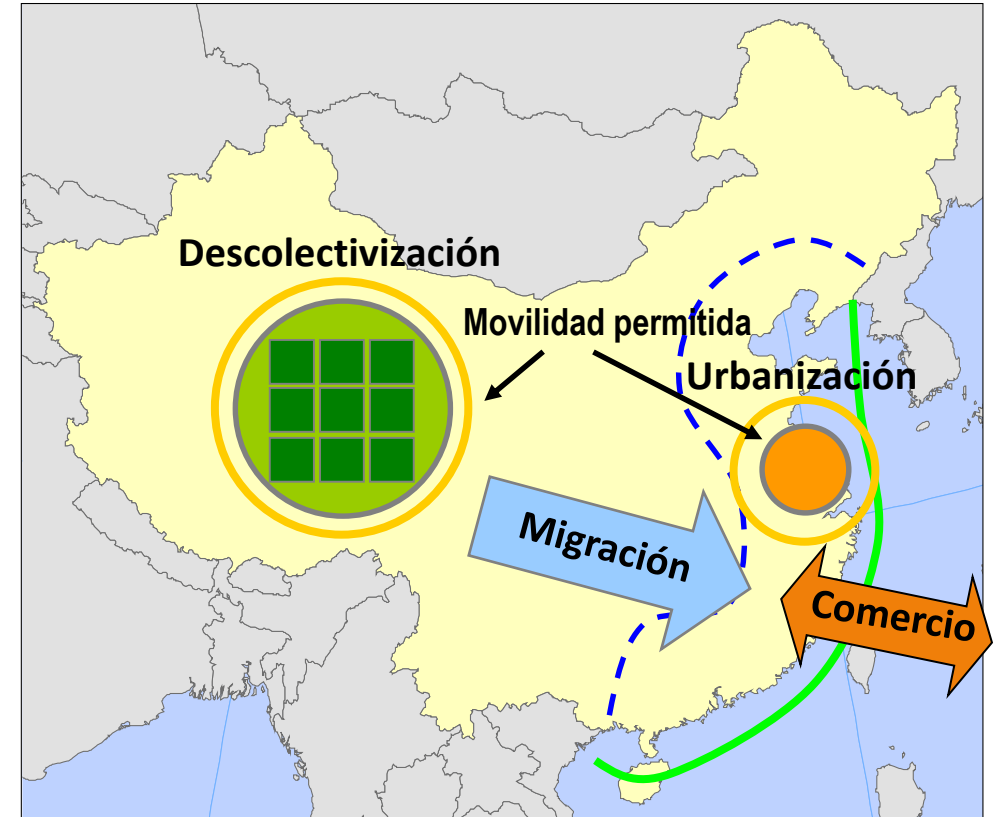 Descolectivización
Movilidad permitida
Urbanización
Migración
Comercio